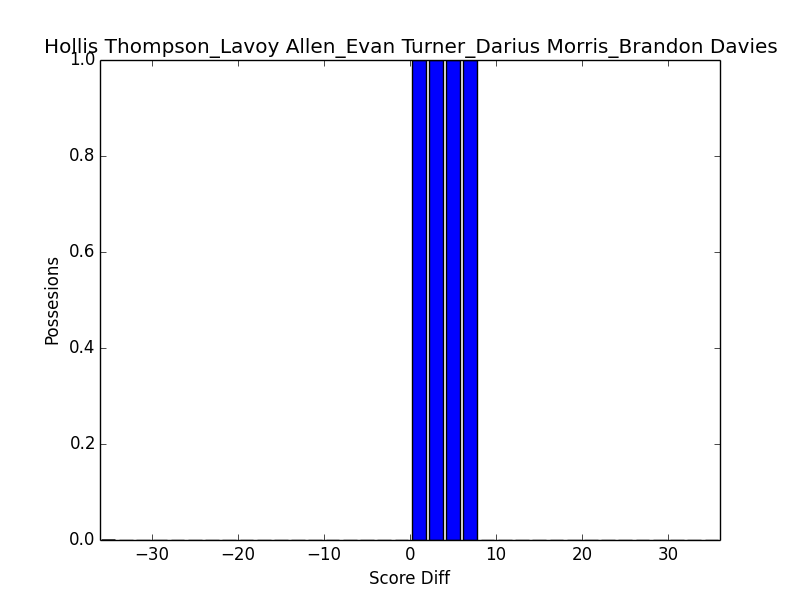 Hollis Thompson_Lavoy Allen_Evan Turner_Darius Morris_Brandon Davies
1.0
0.8
0.6
0.4
0.2
0.0
Possesions
−30 −20 −10 0 10 20 30
Score Diff